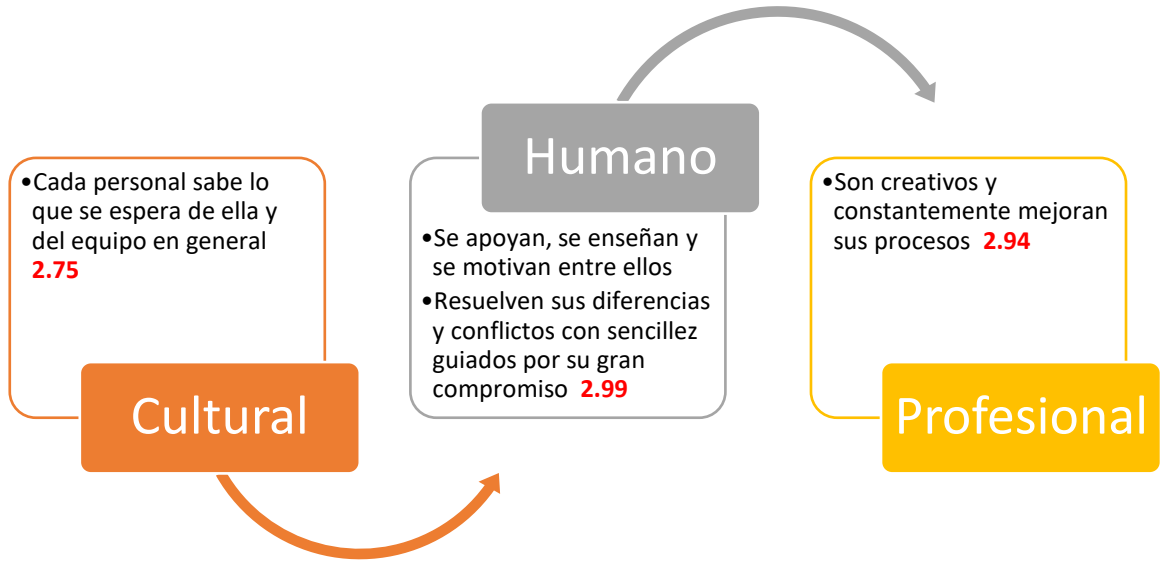 •Cada personal sabe lo
que se espera de ella y
del equipo en general
2.75
Cultural
Humano
•Se apoyan, se enseñan y
se motivan entre ellos
•Resuelven sus diferencias
y conflictos con sencillez
guiados por su gran
compromiso 2.99
•Son creativos y
constantemente mejoran
sus procesos 2.94
Profesional